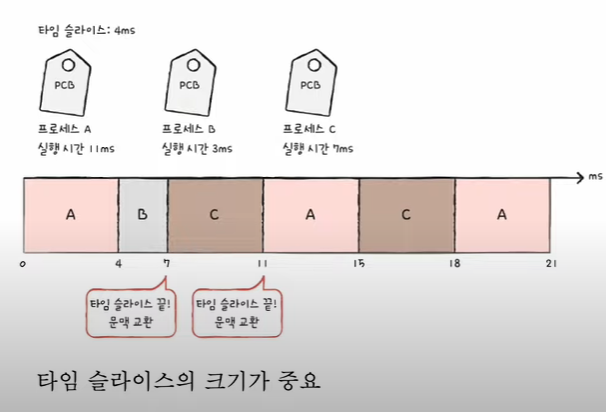 타임 슬라이스: 4ms
PCB PCB PCB
프로세스 A 프로세스 B 프로세스 C
실행 시간 11ms 실행 시간 3ms 실행 시간 7ms
ms
A B C A C A
0 4 7 11 15 18 21
타임 슬라이스 끝!
문맥 교환
타임 슬라이스 끝!
문맥 교환
타임 슬라이스의 크기가 중요